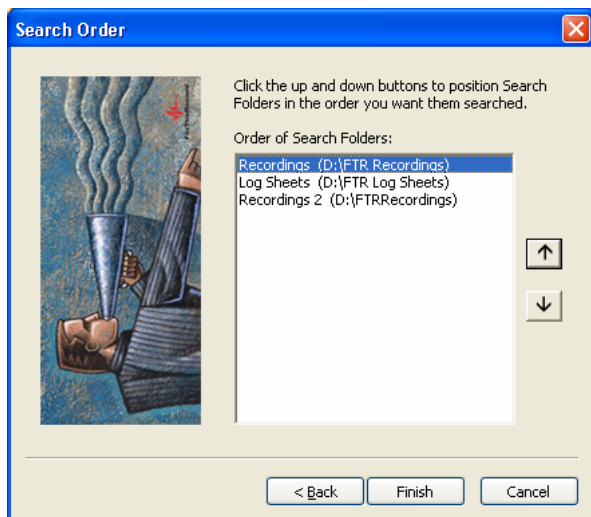 Search Order
Click the up and down buttons to position Search
Folders in the order you want them searched.
Order of Search Folders:
Recordings (D:\FTR Recordings)
Log Sheets (D:\FTR Log Sheets)
Recordings 2 (D:\FTRRecordings)
< Back
Finish
Cancel